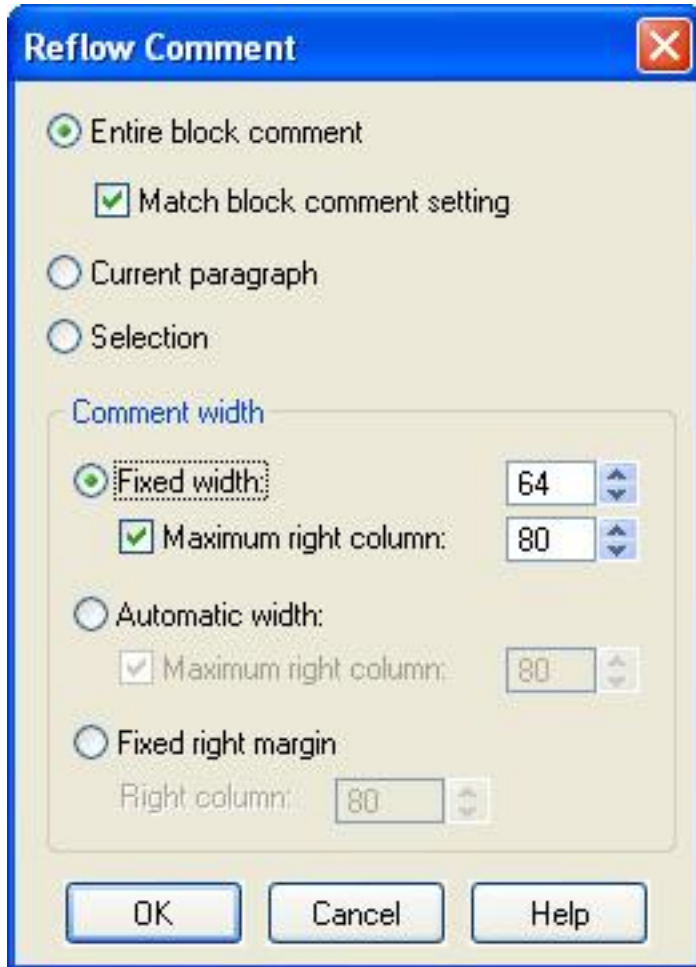 Reflow Comment
Entire block comment
Match block comment setting
Current paragraph
Selection
Comment width
Fixed width: 64
Maximum right column: 80
Automatic width:
Maximum right column: 80
Fixed right margin
Right column: 80
OK Cancel Help